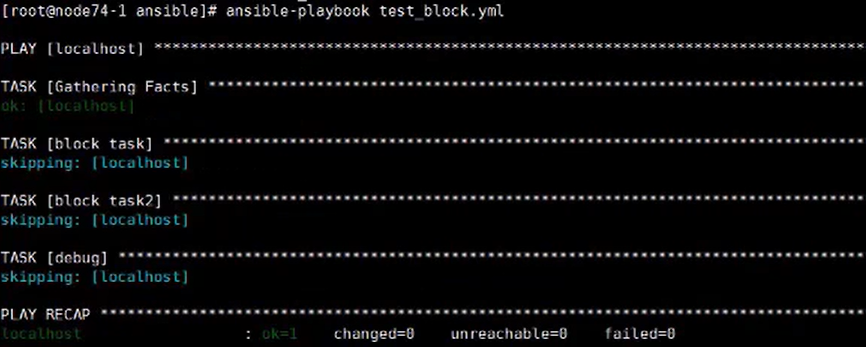 [root@node74-1 ansible]# ansible-playbook test_block.yml
PLAY [localhost] *******************************************************************************
TASK [Gathering Facts] *************************************************************************
ok: [localhost]
TASK [block task] ******************************************************************************
skipping: [localhost]
TASK [block task2] *****************************************************************************
skipping: [localhost]
TASK [debug] ***********************************************************************************
skipping: [localhost]
PLAY RECAP *************************************************************************************
localhost : ok=1 changed=0 unreachable=0 failed=0